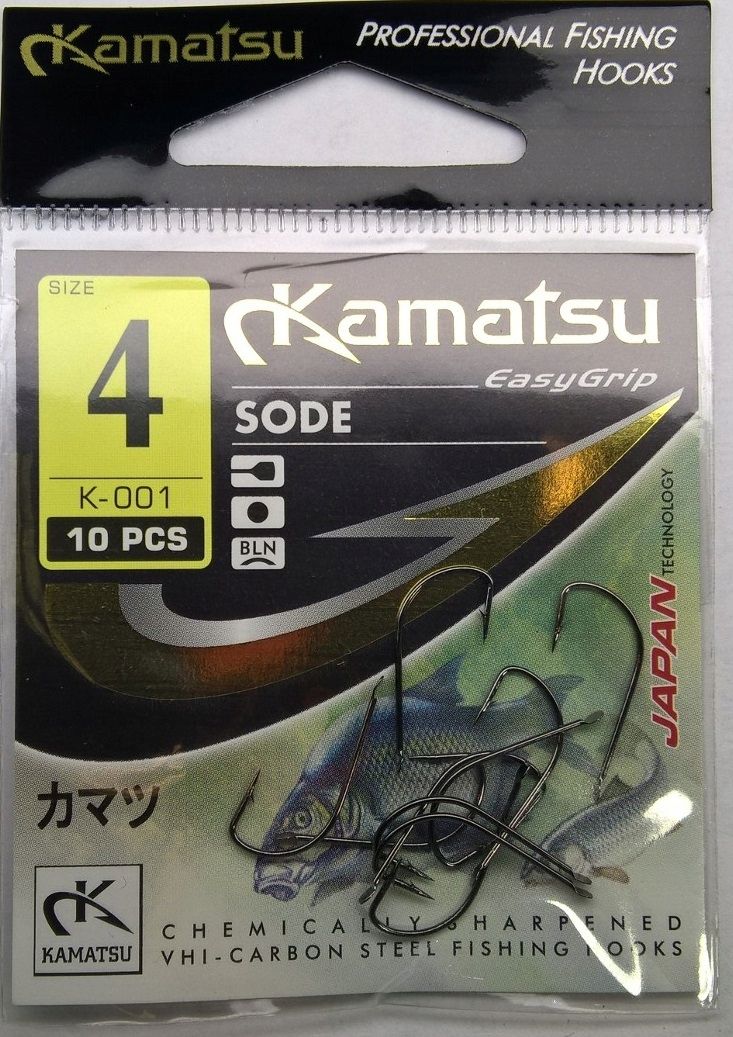 Kamatsu
PROFESSIONAL FISHING
HOOKS
SIZE
4
K-001
10 PCS
Kamatsu
EasyGrip
SODE
BLN
JAPAN TECHNOLOGY
カマツ
K
KAMATSU
CHEMICALLY SHARPENED
VHI-CARBON STEEL FISHING HOOKS